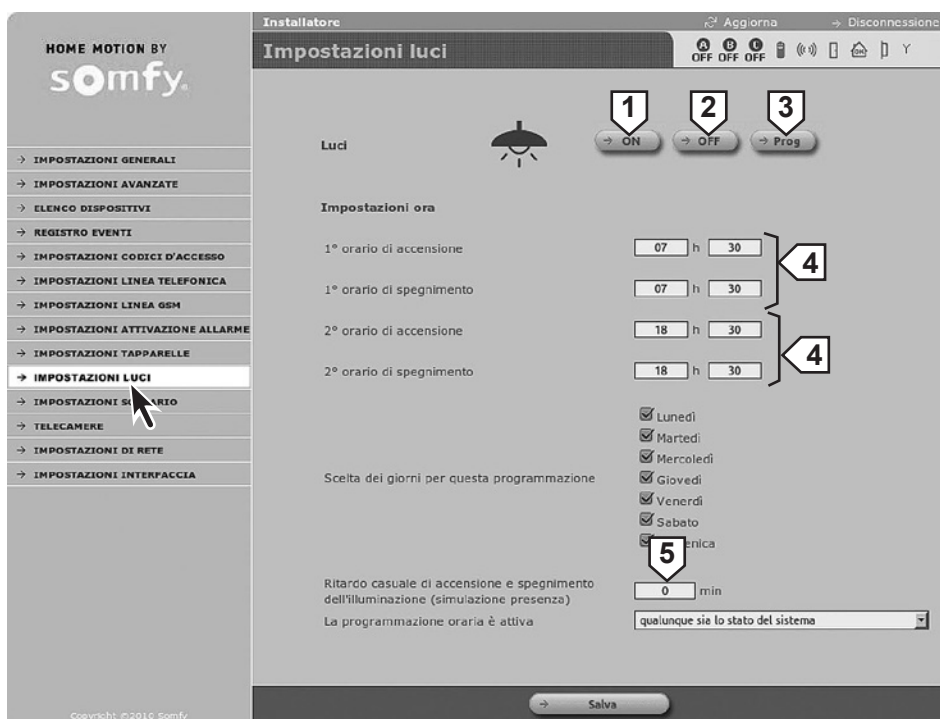 Installatore
Aggiorna
Disconnessione
HOME MOTION BY
somfy.
Impostazioni luci
A B C
OFF OFF OFF
1 2 3
Luci
→ ON → OFF → Prog
→ IMPOSTAZIONI GENERALI
→ IMPOSTAZIONI AVANZATE
→ ELENCO DISPOSITIVI
→ REGISTRO EVENTI
→ IMPOSTAZIONI CODICI D'ACCESSO
→ IMPOSTAZIONI LINEA TELEFONICA
→ IMPOSTAZIONI LINEA GSM
→ IMPOSTAZIONI ATTIVAZIONE ALLARME
→ IMPOSTAZIONI TAPPARELLE
→ IMPOSTAZIONI LUCI
→ IMPOSTAZIONI
→ TELECAMERE
→ IMPOSTAZIONI DI RETE
→ IMPOSTAZIONI INTERFACCIA
Impostazioni ora
1° orario di accensione 07 h 30
1° orario di spegnimento 07 h 30
4
2° orario di accensione 18 h 30
2° orario di spegnimento 18 h 30
4
Scelta dei giorni per questa programmazione
Lunedì
Martedì
Mercoledì
Giovedì
Venerdì
Sabato
5
Ritardo casuale di accensione e spegnimento
dell'illuminazione (simulazione presenza)
0 min
La programmazione oraria è attiva
qualunque sia lo stato del sistema
→ Salva
Copyright ©2010 Somfy